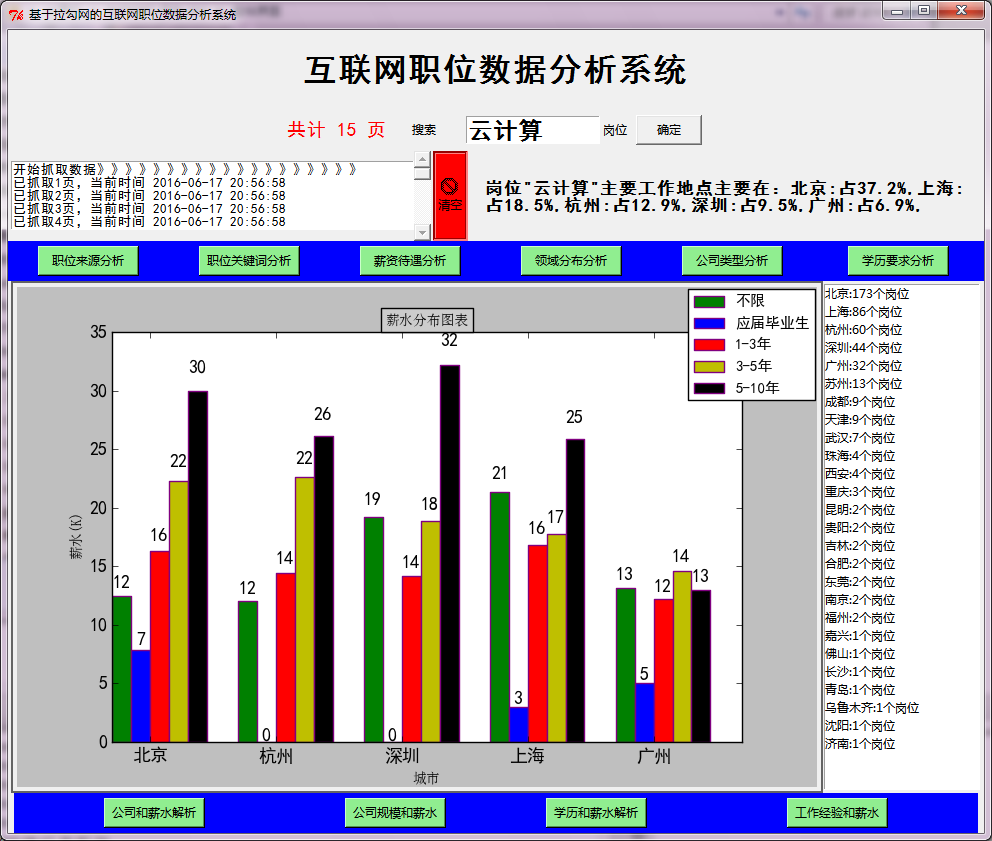 基于拉勾网的互联网职位数据分析系统
互联网职位数据分析系统
共计 15 页 搜索 云计算 岗位 确定
开始抓取数据》》》》》》》》》》》》》》》》》》》
已抓取1页，当前时间 2016-06-17 20:56:58
已抓取2页，当前时间 2016-06-17 20:56:58
已抓取3页，当前时间 2016-06-17 20:56:58
已抓取4页，当前时间 2016-06-17 20:56:58
清空
岗位"云计算"主要工作地点主要在：北京:占37.2%,上海:
占18.5%,杭州:占12.9%,深圳:占9.5%,广州:占6.9%.
职位来源分析 职位关键词分析 薪资待遇分析 领域分布分析 公司类型分析 学历要求分析
薪水分布图表
不限
应届毕业生
1-3年
3-5年
5-10年
35
30
25
20
15
10
5
0
薪水(K)
12 7 16 22 30
12 0 14 22 26
19 0 14 18 32
21 3 16 17 25
13 5 12 14 13
北京 杭州 深圳 上海 广州
城市
北京:173个岗位
上海:86个岗位
杭州:60个岗位
深圳:44个岗位
广州:32个岗位
苏州:13个岗位
成都:9个岗位
天津:9个岗位
武汉:7个岗位
珠海:4个岗位
西安:4个岗位
重庆:3个岗位
昆明:2个岗位
贵阳:2个岗位
吉林:2个岗位
合肥:2个岗位
东莞:2个岗位
南京:2个岗位
福州:2个岗位
嘉兴:1个岗位
佛山:1个岗位
长沙:1个岗位
青岛:1个岗位
乌鲁木齐:1个岗位
沈阳:1个岗位
济南:1个岗位
公司和薪水解析 公司规模和薪水 学历和薪水解析 工作经验和薪水